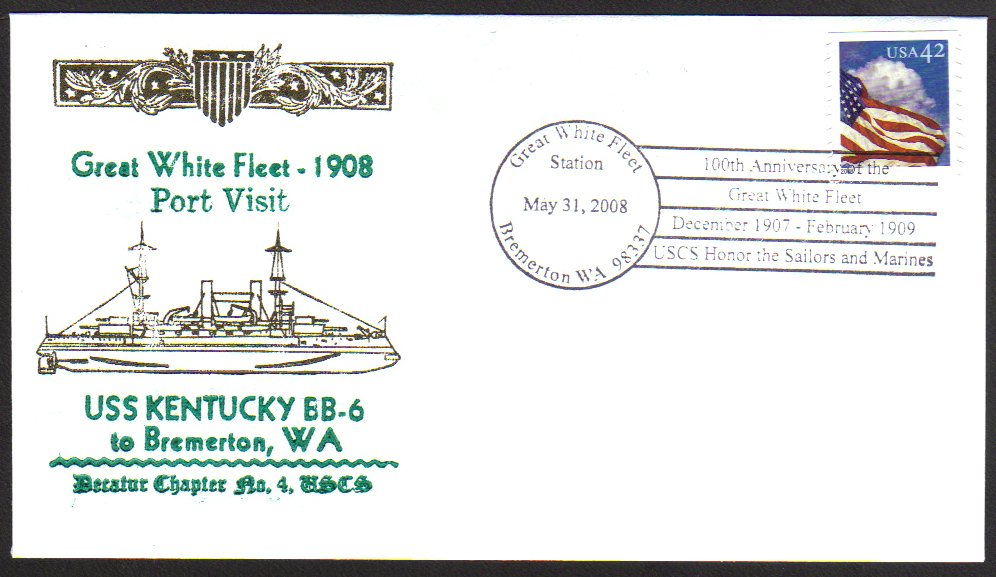 Great White Fleet - 1908
Port Visit
USS KENTUCKY BB-6
to Bremerton, WA
Decatur Chapter No. 4, USCS
Great White Fleet
Station
May 31, 2008
Bremerton WA 98337
USA 42
100th Anniversary of the
Great White Fleet
December 1907 - February 1909
USCS Honor the Sailors and Marines